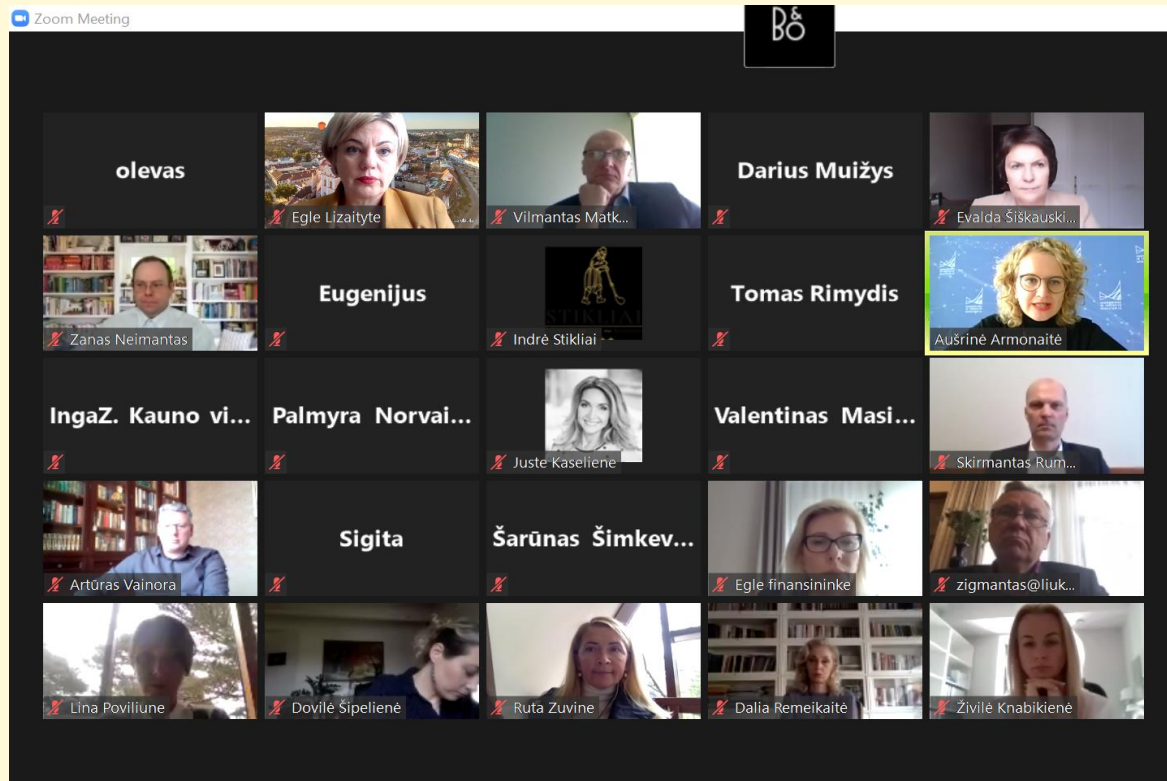 Zoom Meeting
B&O
olevas
Egle Lizaityte
Vilmantas Matk...
Darius Muižys
Evalda Šiškauski...
Zanas Neimantas
Eugenijus
STIKLIAI
Indrė Stikliai
Tomas Rimydis
Aušrinė Armonaitė
IngaZ. Kauno vi...
Palmyra Norvai...
Juste Kaseliene
Valentinas Masi...
Skirmantas Rum...
Artūras Vainora
Sigita
Šarūnas Šimkev...
Egle finansininke
zigmantas@liuk...
Lina Poviliune
Dovilė Šipelienė
Ruta Zuvine
Dalia Remeikaitė
Živilė Knabikienė